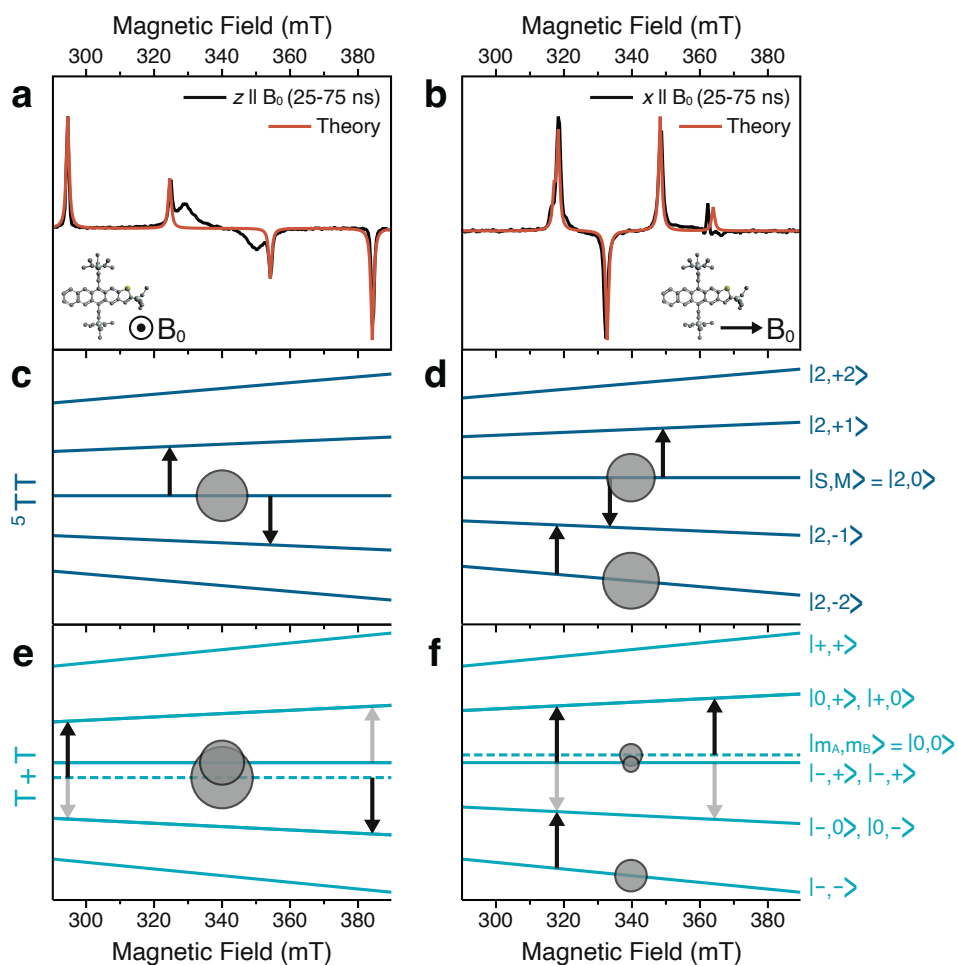 Magnetic Field (mT) Magnetic Field (mT)
300 320 340 360 380 300 320 340 360 380
a z || B₀ (25-75 ns) b x || B₀ (25-75 ns)
Theory Theory
B₀ B₀
c d |2,+2⟩
|2,+1⟩
⁵TT |S,M⟩ = |2,0⟩
|2,-1⟩
|2,-2⟩
e f |+,+⟩
|0,+⟩, |+,0⟩
T + T |mA,mB⟩ = |0,0⟩
|-,+⟩, |-,+⟩
|-,0⟩, |0,-⟩
|-,-⟩
300 320 340 360 380 300 320 340 360 380
Magnetic Field (mT) Magnetic Field (mT)